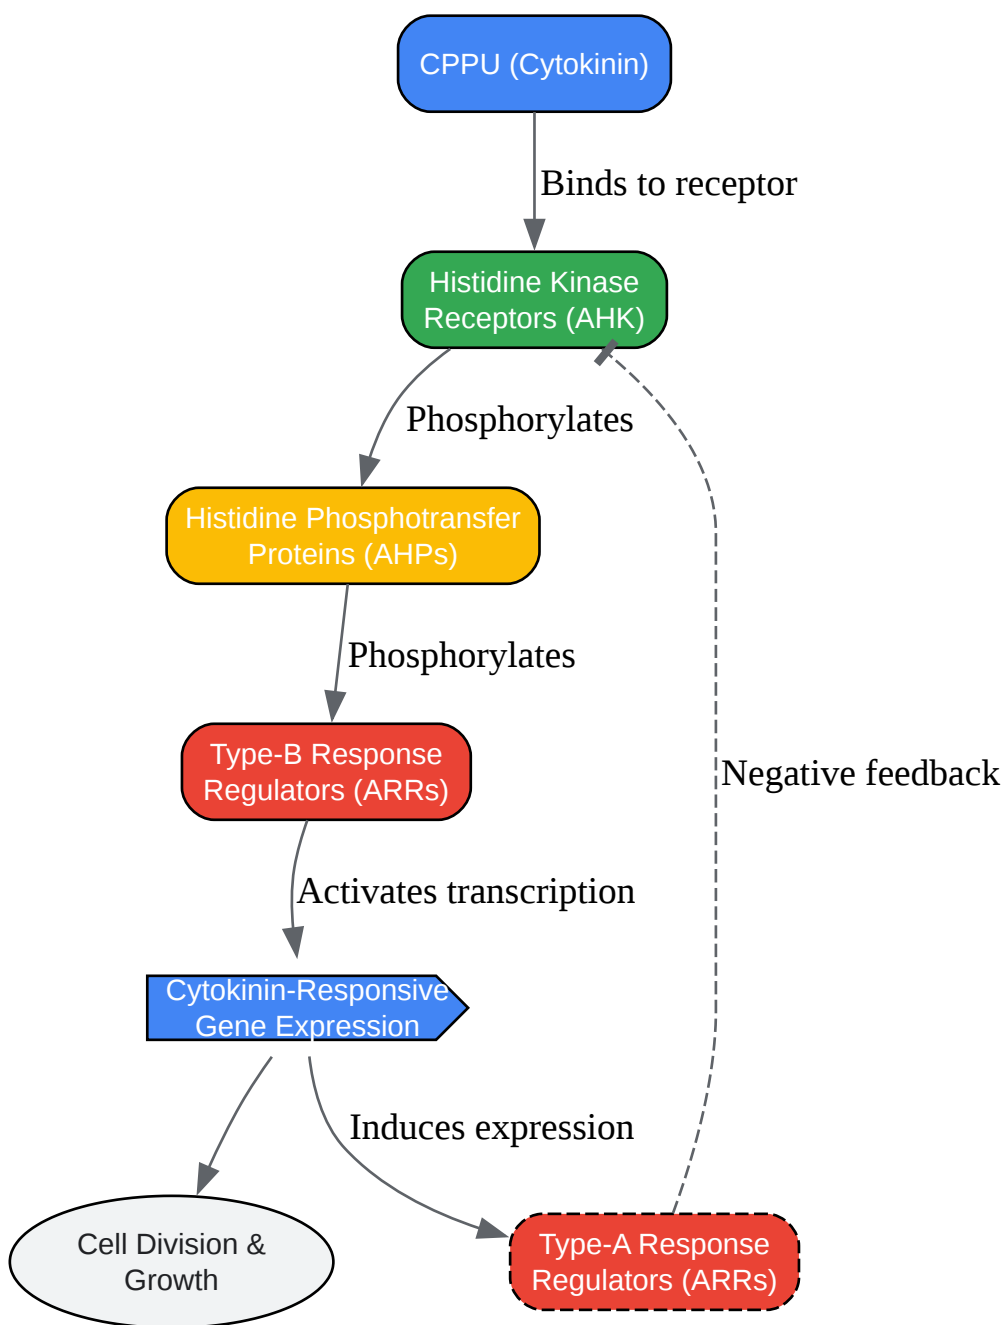 CPPU (Cytokinin)
Binds to receptor
Histidine Kinase
Receptors (AHK)
Phosphorylates
Histidine Phosphotransfer
Proteins (AHPs)
Phosphorylates
Type-B Response
Regulators (ARRs)
Negative feedback
Activates transcription
Cytokinin-Responsive
Gene Expression
Induces expression
Cell Division &
Growth
Type-A Response
Regulators (ARRs)